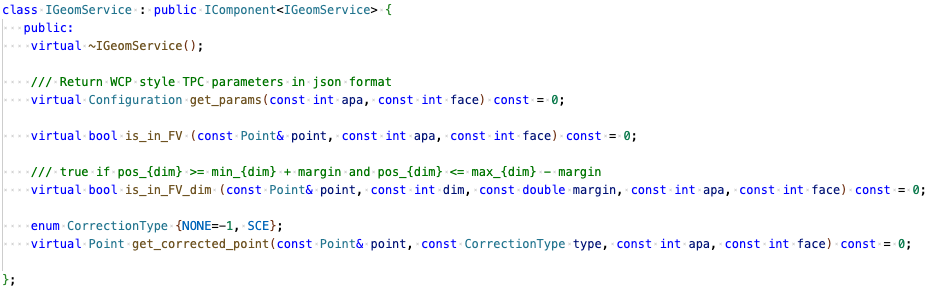 class IGeomService : public IComponent<IGeomService> {
public:
virtual ~IGeomService();
/// Return WCP style TPC parameters in json format
virtual Configuration get_params(const int apa, const int face) const = 0;
virtual bool is_in_FV (const Point& point, const int apa, const int face) const = 0;
/// true if pos_{dim} >= min_{dim} + margin and pos_{dim} <= max_{dim} - margin
virtual bool is_in_FV_dim (const Point& point, const int dim, const double margin, const int apa, const int face) const = 0;
enum CorrectionType {NONE=-1, SCE};
virtual Point get_corrected_point(const Point& point, const CorrectionType type, const int apa, const int face) const = 0;
};